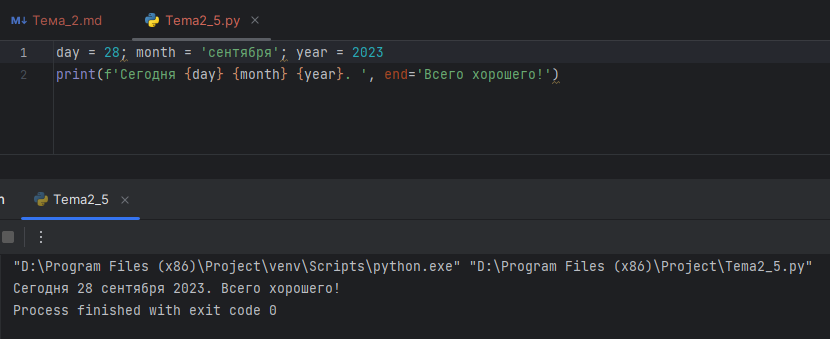 M↓ Тема_2.md Tema2_5.py ×
1 day = 28; month = 'сентября'; year = 2023
2 print(f'Сегодня {day} {month} {year}. ', end='Всего хорошего!')
n Tema2_5 ×
"D:\Program Files (x86)\Project\venv\Scripts\python.exe" "D:\Program Files (x86)\Project\Tema2_5.py"
Сегодня 28 сентября 2023. Всего хорошего!
Process finished with exit code 0